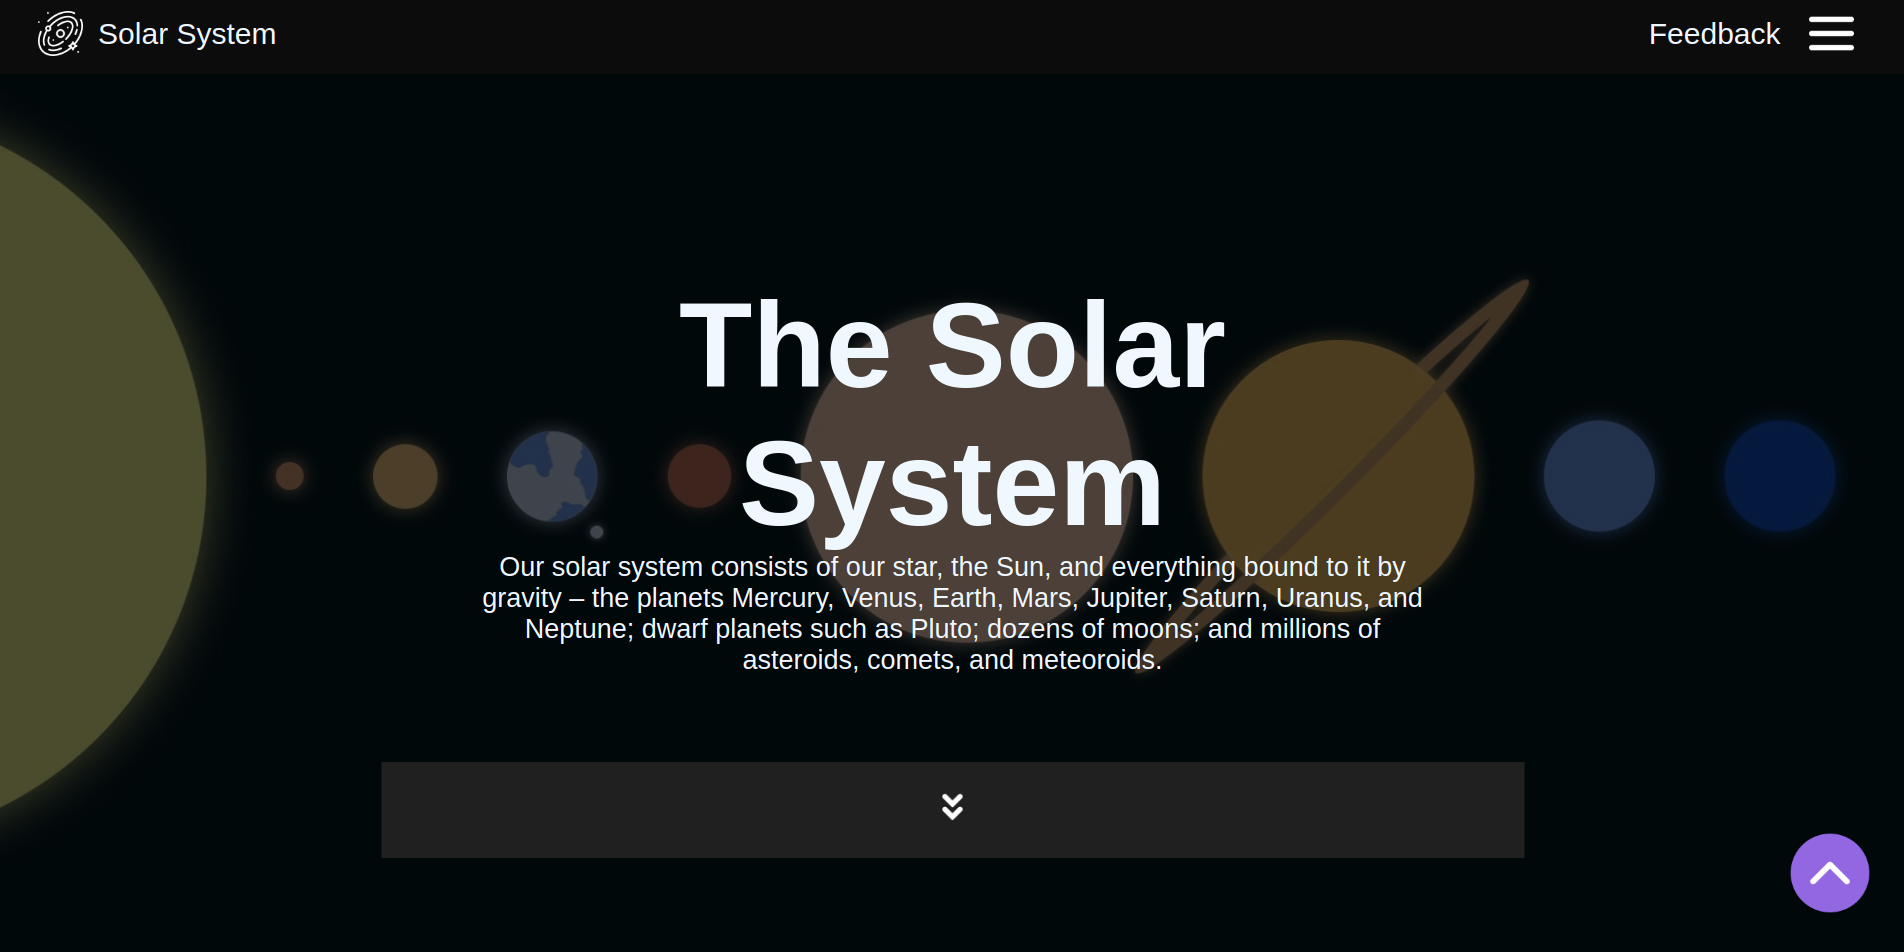 Solar System
Feedback
The Solar
System
Our solar system consists of our star, the Sun, and everything bound to it by
gravity – the planets Mercury, Venus, Earth, Mars, Jupiter, Saturn, Uranus, and
Neptune; dwarf planets such as Pluto; dozens of moons; and millions of
asteroids, comets, and meteoroids.